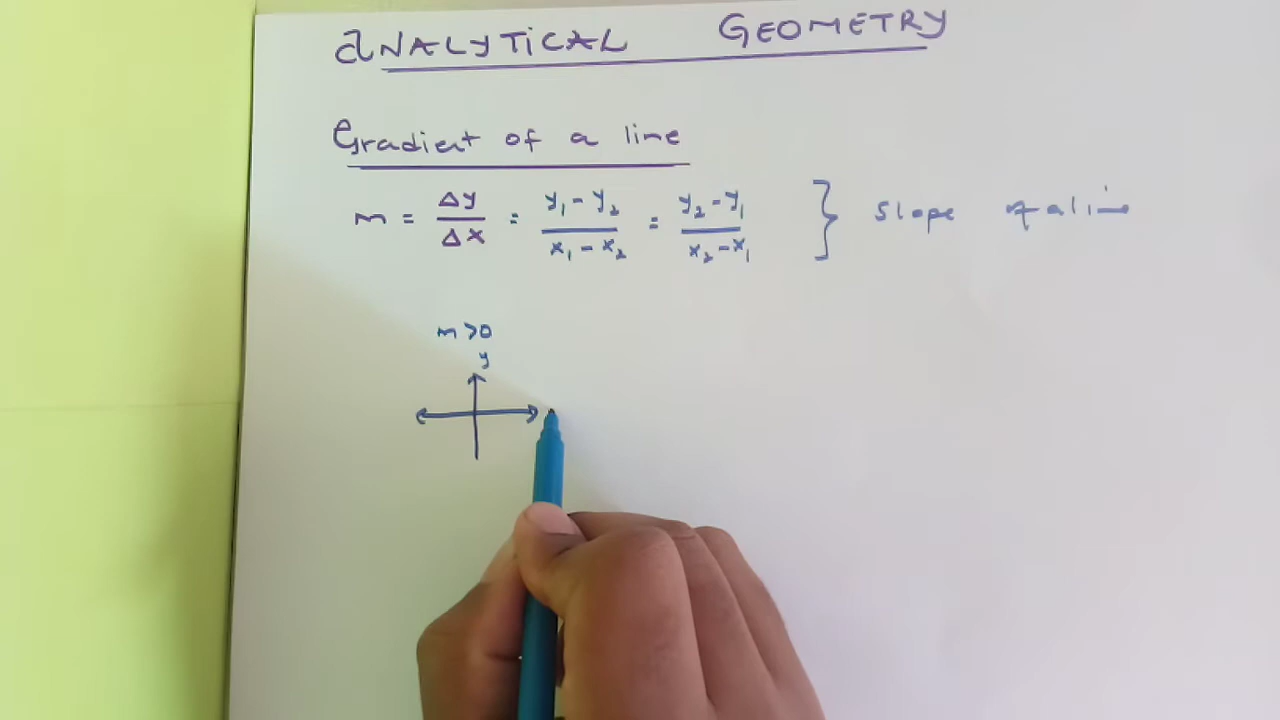 ANALYTICAL GEOMETRY
Gradient of a line
m = Δy/Δx = y₁-y₂/x₁-x₂ = y₂-y₁/x₂-x₁ } Slope of a line
m>0
y